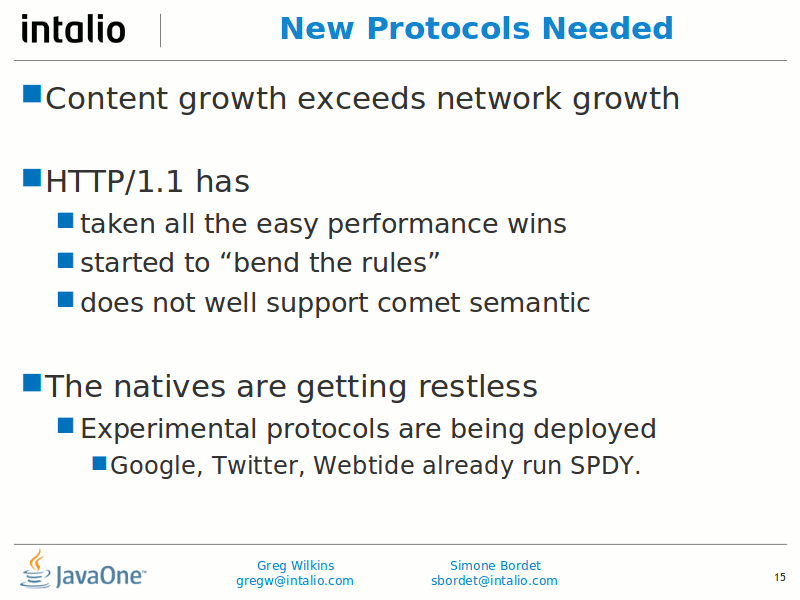 intalio
New Protocols Needed
Content growth exceeds network growth
HTTP/1.1 has
taken all the easy performance wins
started to “bend the rules”
does not well support comet semantic
The natives are getting restless
Experimental protocols are being deployed
Google, Twitter, Webtide already run SPDY.
JavaOne™
Greg Wilkins
gregw@intalio.com
Simone Bordet
sbordet@intalio.com
15